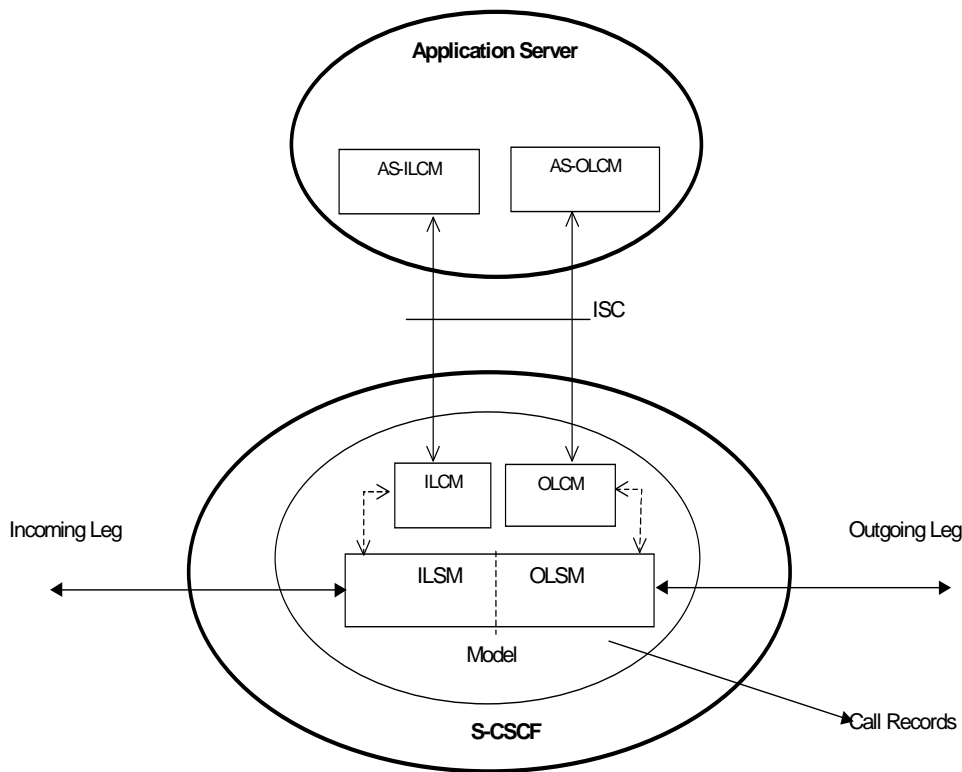 Application Server
AS-ILCM
AS-OLCM
ISC
ILCM
OLCM
Incoming Leg
Outgoing Leg
ILSM
OLSM
Model
Call Records
S-CSCF